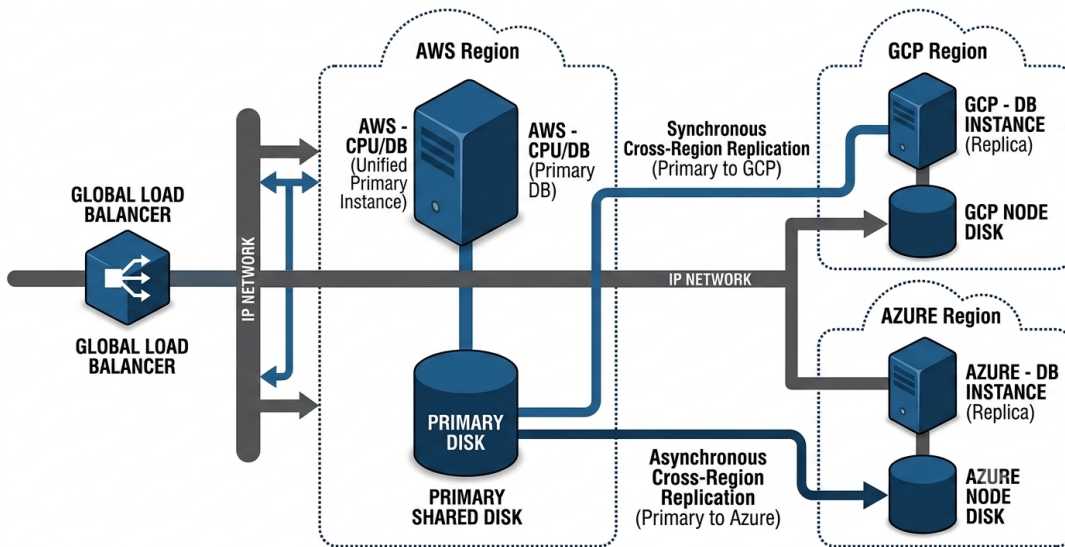 AWS Region
GCP Region
AWS -
CPU/DB
(Unified
Primary
Instance)
AWS -
CPU/DB
(Primary
DB)
Synchronous
Cross-Region Replication
(Primary to GCP)
GCP - DB
INSTANCE
(Replica)
GCP NODE
DISK
GLOBAL LOAD
BALANCER
GLOBAL LOAD
BALANCER
IP NETWORK
IP NETWORK
AZURE Region
AZURE - DB
INSTANCE
(Replica)
PRIMARY
DISK
PRIMARY
SHARED DISK
Asynchronous
Cross-Region
Replication
(Primary to Azure)
AZURE
NODE
DISK